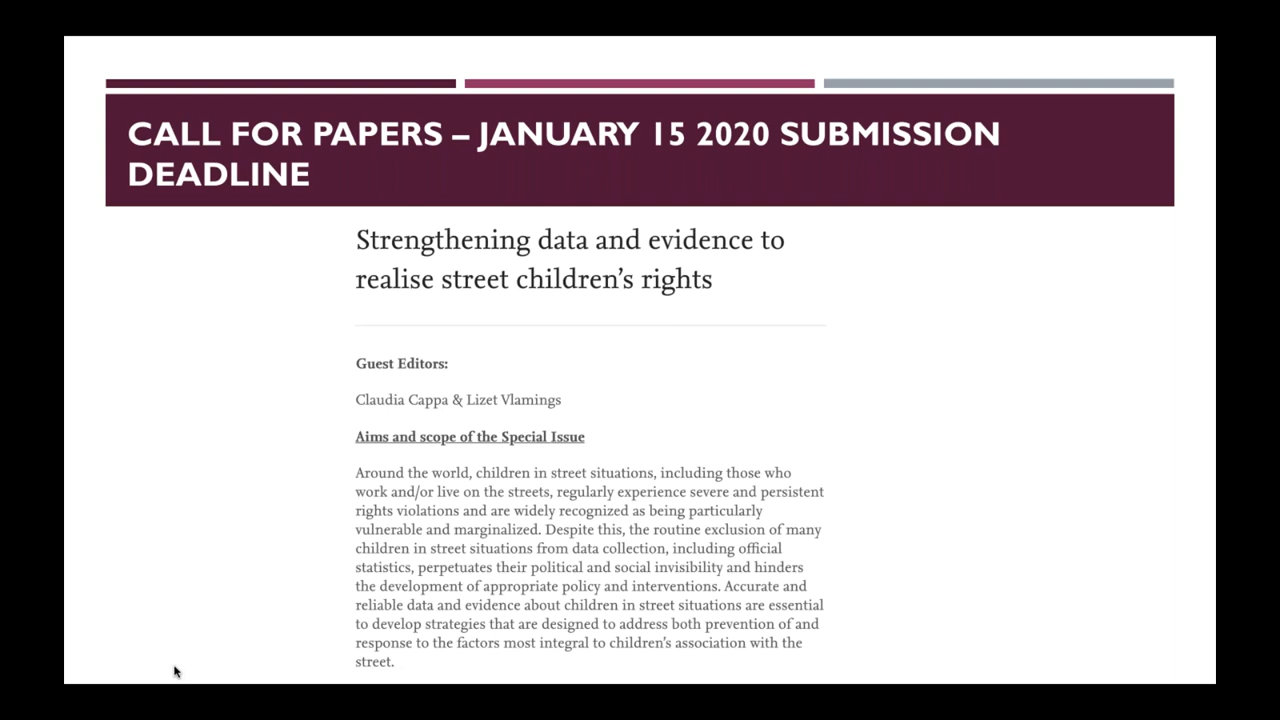 CALL FOR PAPERS – JANUARY 15 2020 SUBMISSION
DEADLINE
Strengthening data and evidence to
realise street children's rights
Guest Editors:
Claudia Cappa & Lizet Vlamings
Aims and scope of the Special Issue
Around the world, children in street situations, including those who
work and/or live on the streets, regularly experience severe and persistent
rights violations and are widely recognized as being particularly
vulnerable and marginalized. Despite this, the routine exclusion of many
children in street situations from data collection, including official
statistics, perpetuates their political and social invisibility and hinders
the development of appropriate policy and interventions. Accurate and
reliable data and evidence about children in street situations are essential
to develop strategies that are designed to address both prevention of and
response to the factors most integral to children's association with the
street.